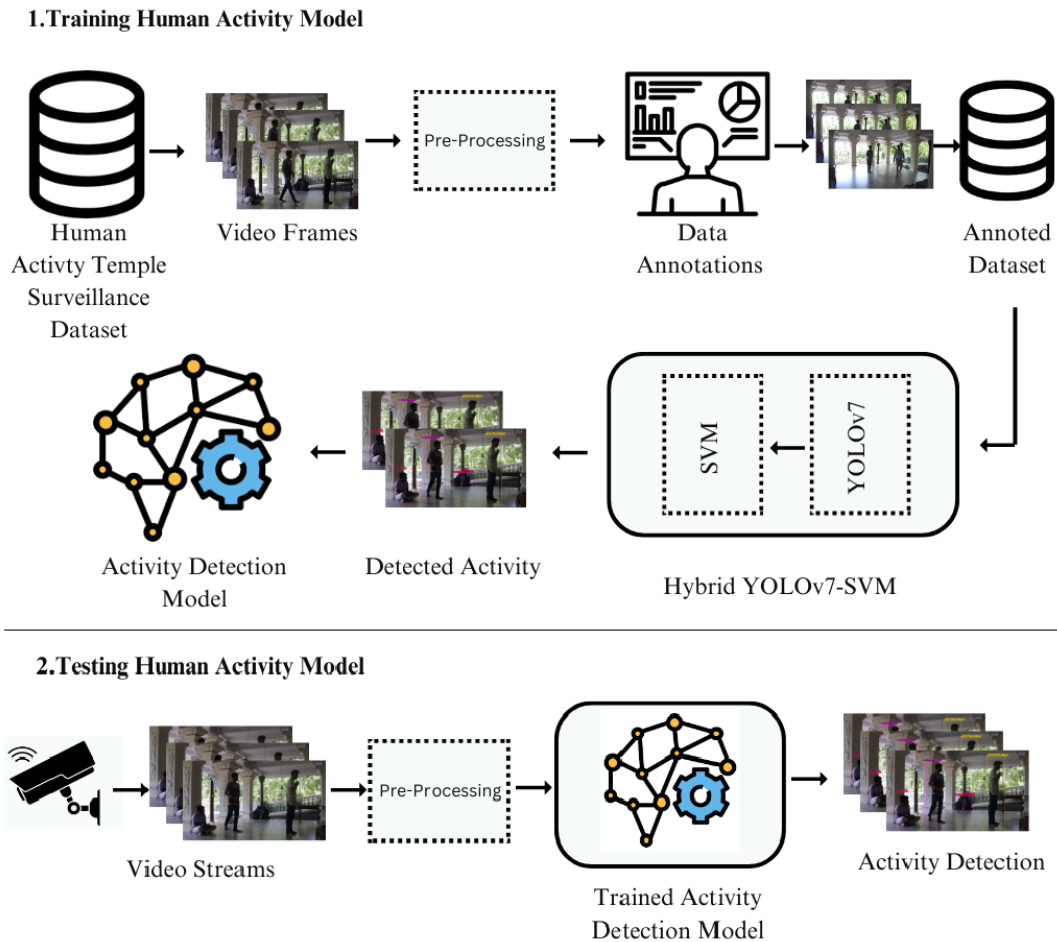 1.Training Human Activity Model
Pre-Processing
Human
Activty Temple
Surveillance
Dataset
Video Frames
Data
Annotations
Annoted
Dataset
SVM
YOLOv7
Activity Detection
Model
Detected Activity
Hybrid YOLOv7-SVM
2.Testing Human Activity Model
Pre-Processing
Video Streams
Trained Activity
Detection Model
Activity Detection